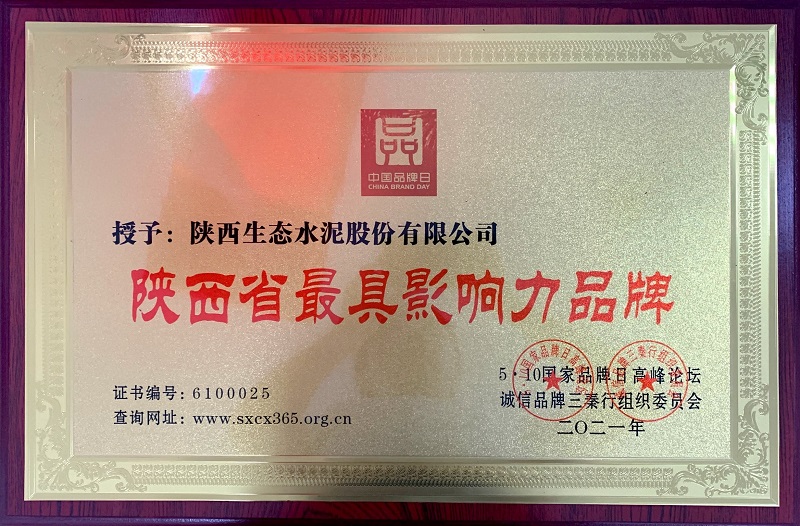 中国品牌日
CHINA BRAND DAY
授予：陕西生态水泥股份有限公司
陕西省最具影响力品牌
证书编号：6100025
查询网址：www.sxcx365.org.cn
5·10国家品牌日高峰论坛
诚信品牌三秦行组织委员会
二〇二一年